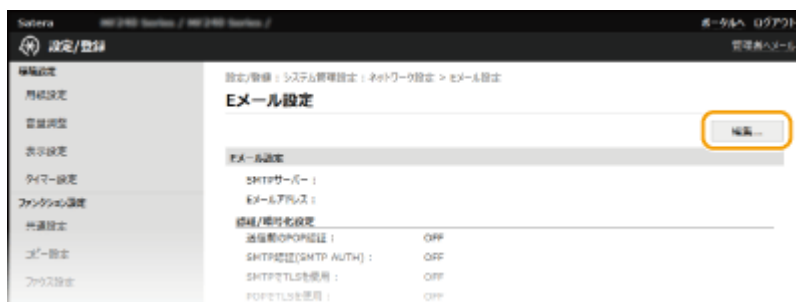 Satera
ポータルへ ログアウト
設定/登録
管理者へメール
環境設定
設定/登録 : システム管理設定 : ネットワーク設定 > Eメール設定
用紙設定
Eメール設定
音量調整
編集...
表示設定
Eメール設定
タイマー設定
SMTPサーバー :
Eメールアドレス :
ファンクション設定
認証/暗号化設定
共通設定
送信前のPOP認証 : OFF
コピー設定
SMTP認証(SMTP AUTH) : OFF
SMTPでTLSを使用 : OFF
ファクス設定
POPでTLSを使用 : OFF